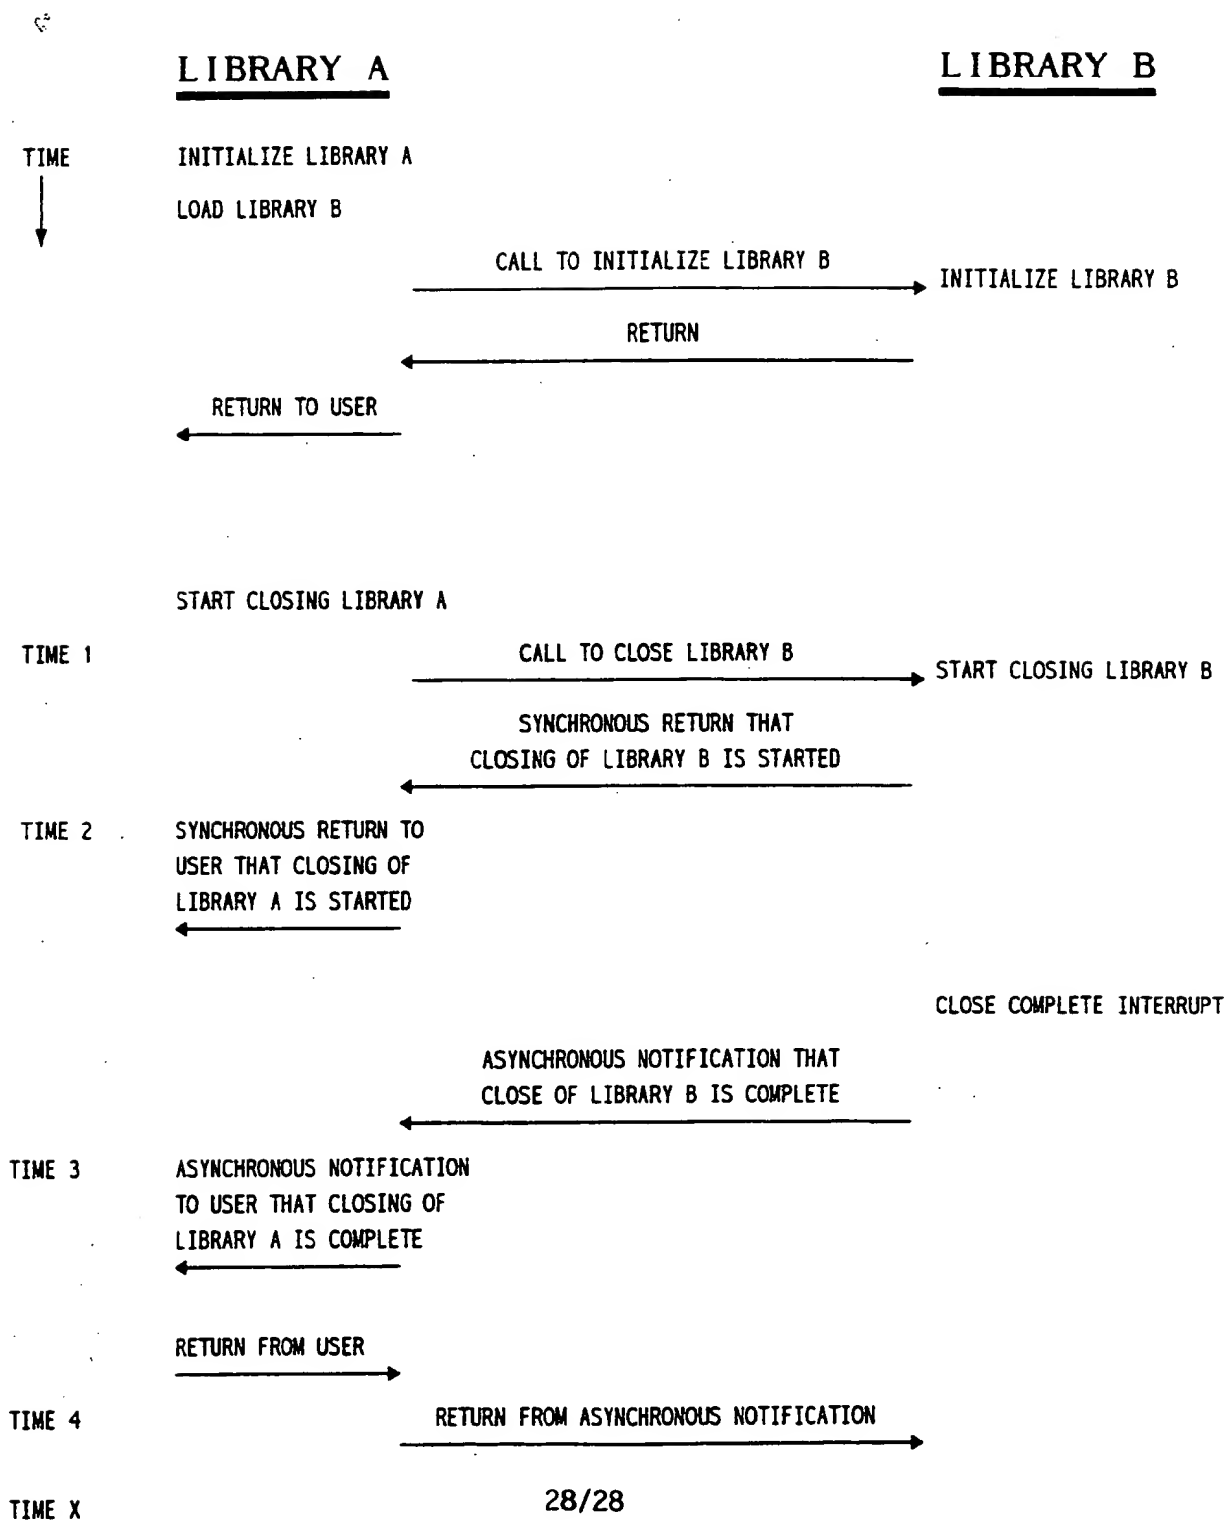 LIBRARY A
LIBRARY B
TIME
INITIALIZE LIBRARY A
LOAD LIBRARY B
CALL TO INITIALIZE LIBRARY B
INITIALIZE LIBRARY B
RETURN
RETURN TO USER
START CLOSING LIBRARY A
TIME 1
CALL TO CLOSE LIBRARY B
START CLOSING LIBRARY B
SYNCHRONOUS RETURN THAT
CLOSING OF LIBRARY B IS STARTED
TIME 2
SYNCHRONOUS RETURN TO
USER THAT CLOSING OF
LIBRARY A IS STARTED
CLOSE COMPLETE INTERRUPT
ASYNCHRONOUS NOTIFICATION THAT
CLOSE OF LIBRARY B IS COMPLETE
TIME 3
ASYNCHRONOUS NOTIFICATION
TO USER THAT CLOSING OF
LIBRARY A IS COMPLETE
RETURN FROM USER
TIME 4
RETURN FROM ASYNCHRONOUS NOTIFICATION
TIME X
28/28